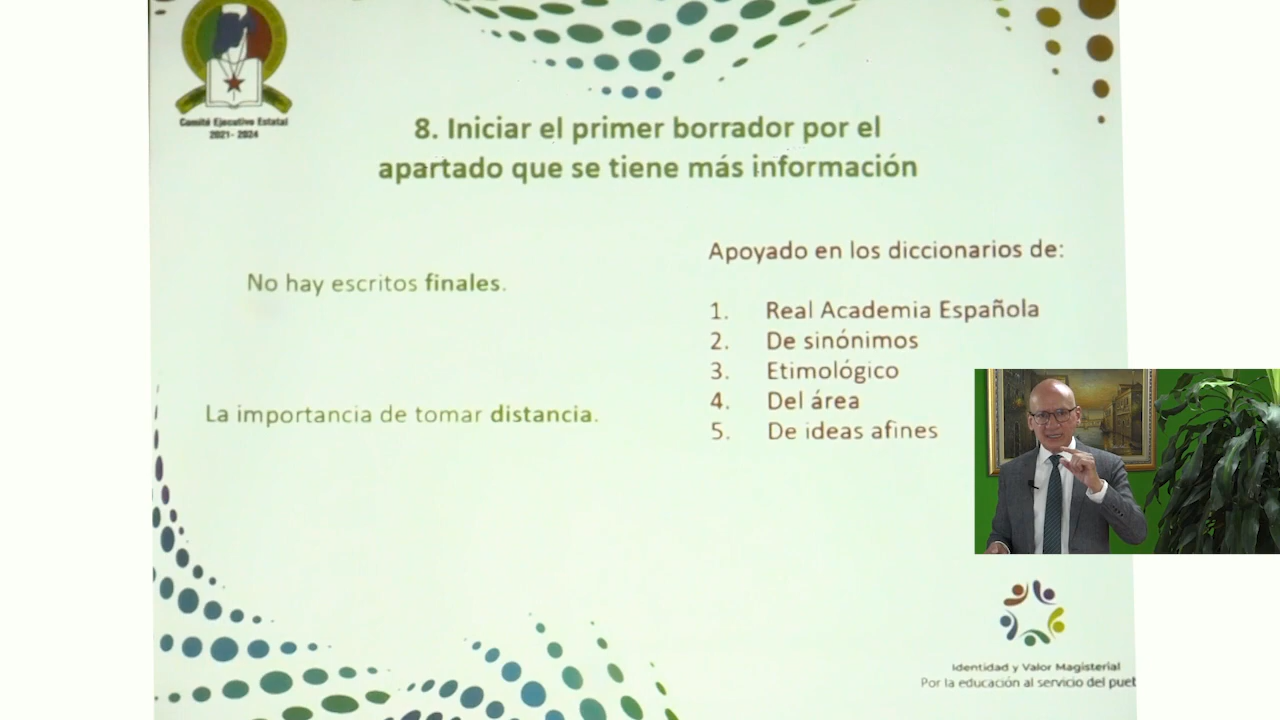 Comité Ejecutivo Estatal
2021- 2024
8. Iniciar el primer borrador por el
apartado que se tiene más información
No hay escritos finales.
La importancia de tomar distancia.
Apoyado en los diccionarios de:
1. Real Academia Española
2. De sinónimos
3. Etimológico
4. Del área
5. De ideas afines
Identidad y Valor Magisterial
Por la educación al servicio del